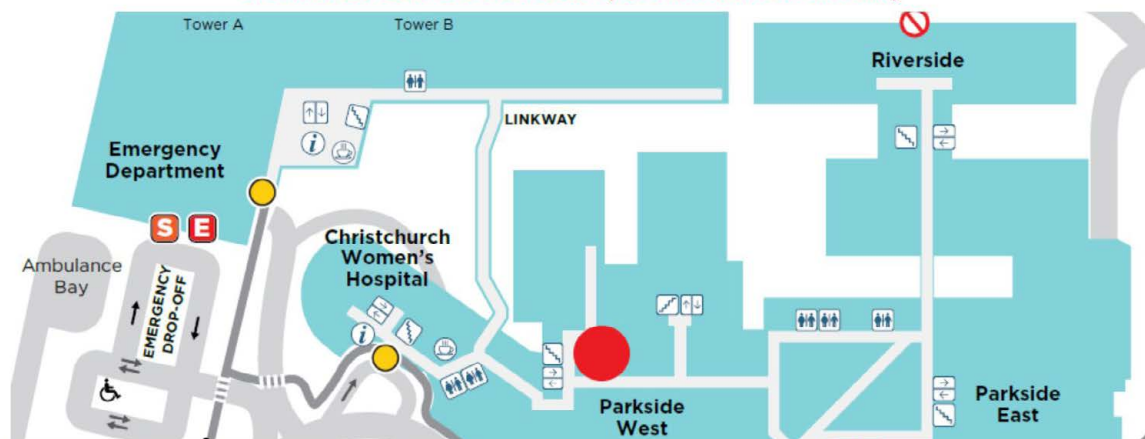 Tower A
Tower B
Riverside
LINKWAY
Emergency
Department
i
S
E
Christchurch
Women's
Hospital
Ambulance
Bay
EMERGENCY
DROP-OFF
i
Parkside
West
Parkside
East